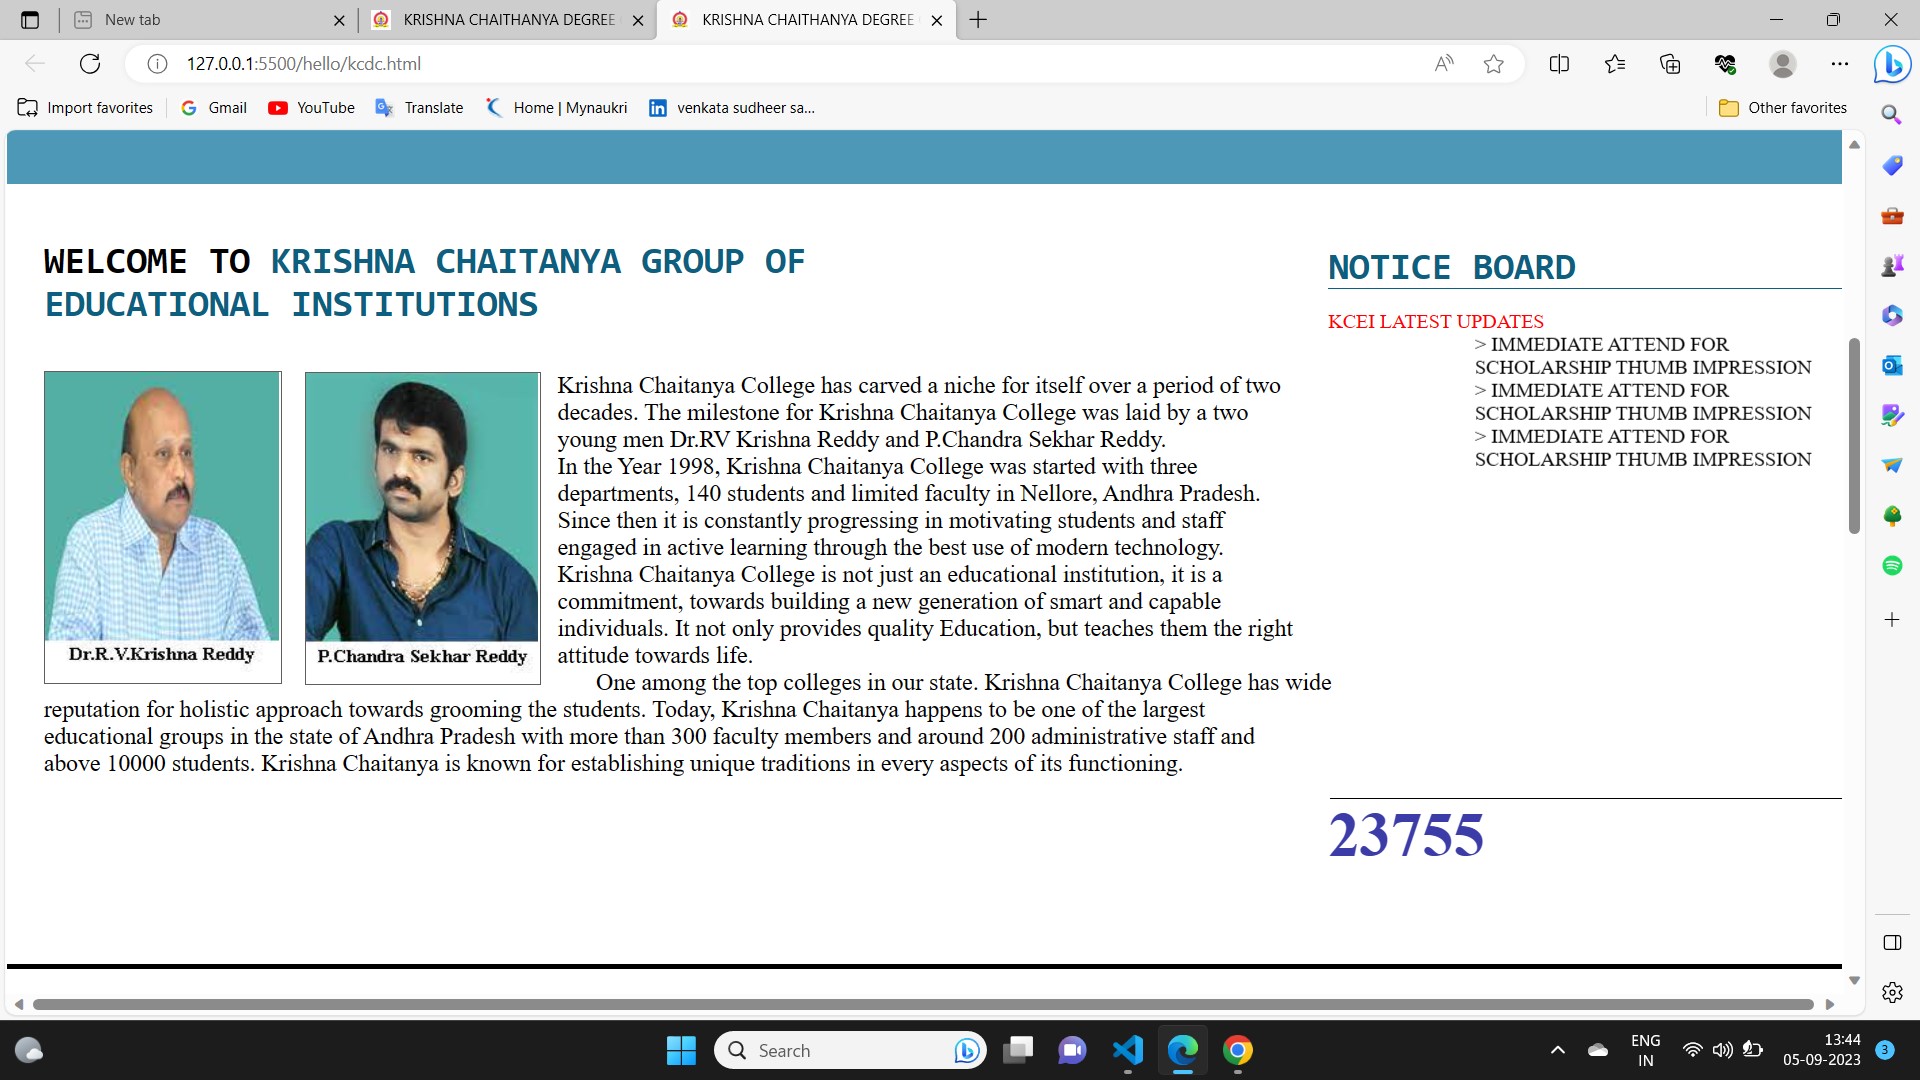 New tab
KRISHNA CHAITHANYA DEGREE
KRISHNA CHAITHANYA DEGREE
127.0.0.1:5500/hello/kcdc.html
Import favorites
Gmail
YouTube
Translate
Home | Mynaukri
venkata sudheer sa...
Other favorites
WELCOME TO KRISHNA CHAITANYA GROUP OF
EDUCATIONAL INSTITUTIONS
Dr.R.V.Krishna Reddy
P.Chandra Sekhar Reddy
Krishna Chaitanya College has carved a niche for itself over a period of two
decades. The milestone for Krishna Chaitanya College was laid by a two
young men Dr.RV Krishna Reddy and P.Chandra Sekhar Reddy.
In the Year 1998, Krishna Chaitanya College was started with three
departments, 140 students and limited faculty in Nellore, Andhra Pradesh.
Since then it is constantly progressing in motivating students and staff
engaged in active learning through the best use of modern technology.
Krishna Chaitanya College is not just an educational institution, it is a
commitment, towards building a new generation of smart and capable
individuals. It not only provides quality Education, but teaches them the right
attitude towards life.
One among the top colleges in our state. Krishna Chaitanya College has wide
reputation for holistic approach towards grooming the students. Today, Krishna Chaitanya happens to be one of the largest
educational groups in the state of Andhra Pradesh with more than 300 faculty members and around 200 administrative staff and
above 10000 students. Krishna Chaitanya is known for establishing unique traditions in every aspects of its functioning.
NOTICE BOARD
KCEI LATEST UPDATES
> IMMEDIATE ATTEND FOR
SCHOLARSHIP THUMB IMPRESSION
> IMMEDIATE ATTEND FOR
SCHOLARSHIP THUMB IMPRESSION
> IMMEDIATE ATTEND FOR
SCHOLARSHIP THUMB IMPRESSION
23755
Search
ENG
IN
13:44
05-09-2023
3